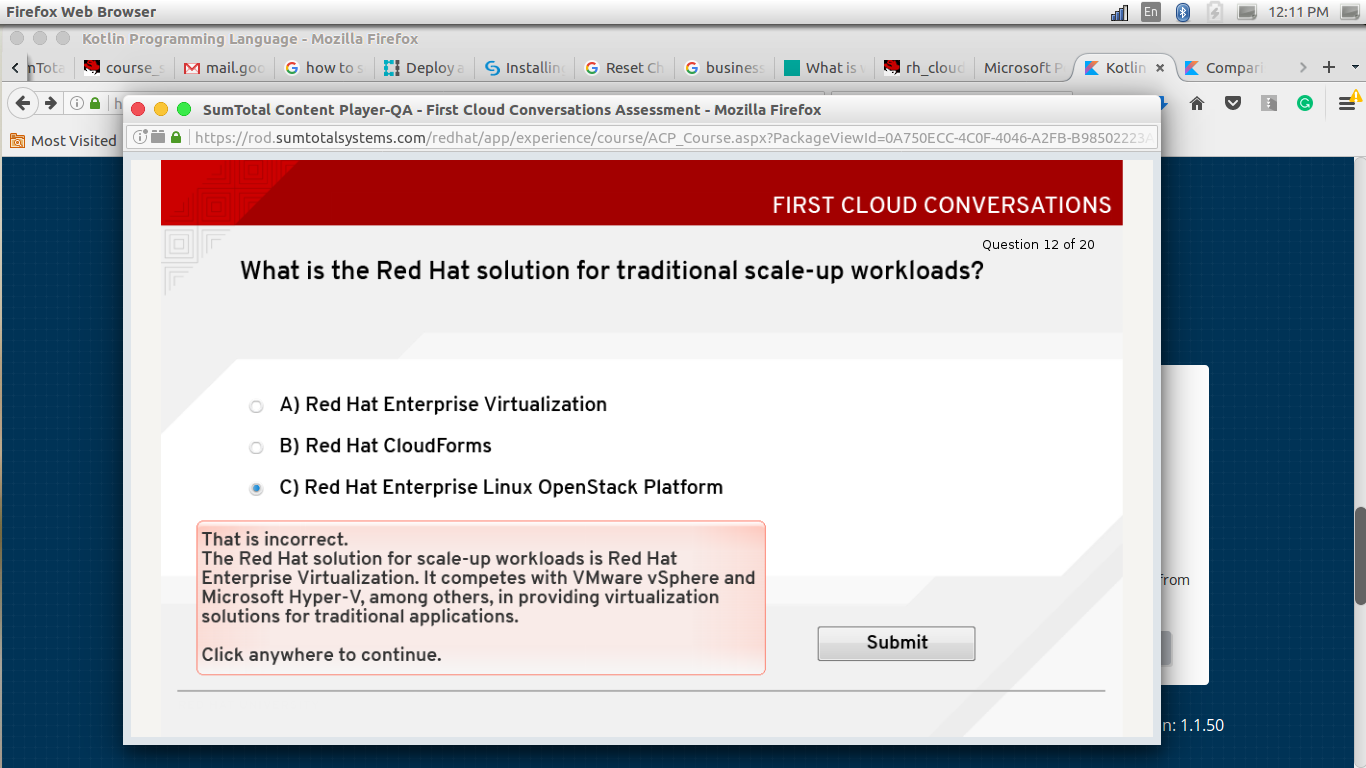 Firefox Web Browser
En
12:11 PM
Kotlin Programming Language - Mozilla Firefox
course_s
mail.goo
how to s
Deploy a
Installin
Reset Ch
business
What is
rh_cloud
Microsoft P
Kotlin
Compari
Most Visited
SumTotal Content Player-QA - First Cloud Conversations Assessment - Mozilla Firefox
https://rod.sumtotalsystems.com/redhat/app/experience/course/ACP_Course.aspx?PackageViewId=0A750ECC-4C0F-4046-A2FB-B98502223A
FIRST CLOUD CONVERSATIONS
Question 12 of 20
What is the Red Hat solution for traditional scale-up workloads?
A) Red Hat Enterprise Virtualization
B) Red Hat CloudForms
C) Red Hat Enterprise Linux OpenStack Platform
That is incorrect.
The Red Hat solution for scale-up workloads is Red Hat
Enterprise Virtualization. It competes with VMware vSphere and
Microsoft Hyper-V, among others, in providing virtualization
solutions for traditional applications.
Click anywhere to continue.
Submit
from
n: 1.1.50